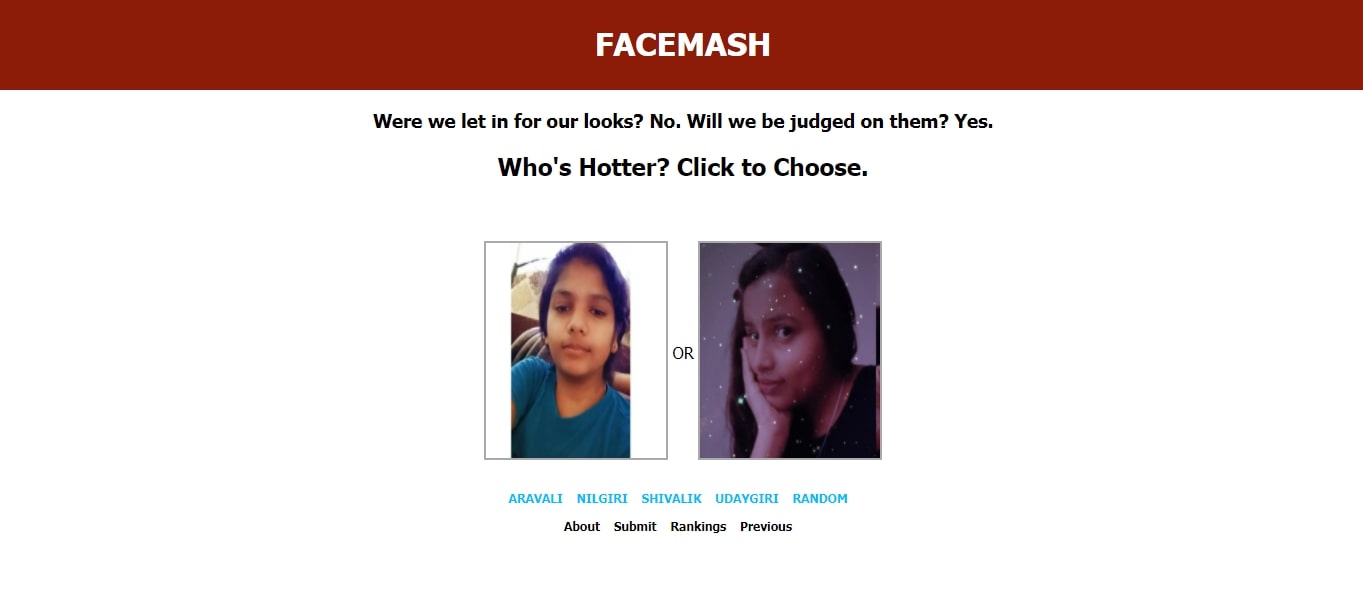 FACEMASH
Were we let in for our looks? No. Will we be judged on them? Yes.
Who's Hotter? Click to Choose.
OR
ARAVALI NILGIRI SHIVALIK UDAYGIRI RANDOM
About Submit Rankings Previous